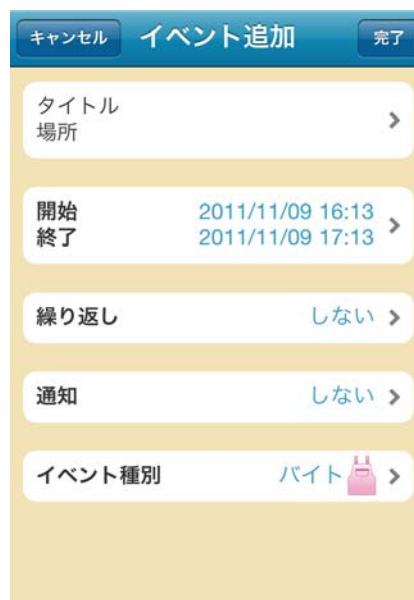 キャンセル イベント追加 完了
タイトル
場所
開始 2011/11/09 16:13
終了 2011/11/09 17:13
繰り返し しない
通知 しない
イベント種別 バイト